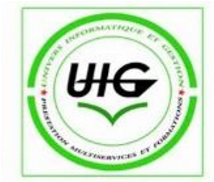 UNIVERS INFORMATIQUE ET GESTION
UIG
PRESTATION MULTISERVICES ET FORMATIONS